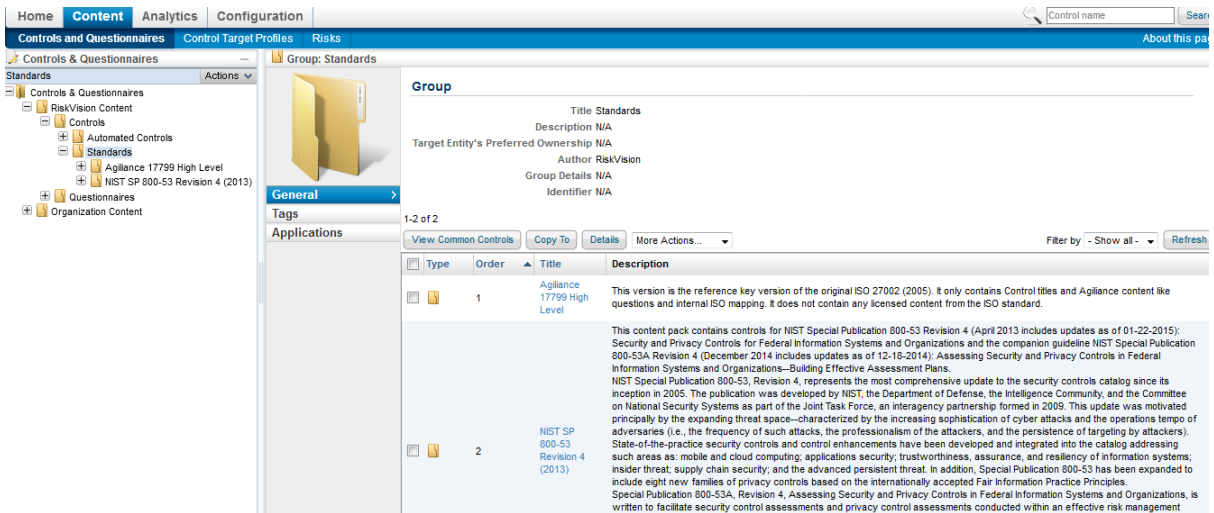 Home Content Analytics Configuration
Control name
Controls and Questionnaires Control Target Profiles Risks
Controls & Questionnaires
Standards Actions
Controls & Questionnaires
RiskVision Content
Controls
Automated Controls
Standards
Agiliance 17799 High Level
NIST SP 800-53 Revision 4 (2013)
Questionnaires
Organization Content
Group: Standards
General
Tags
Applications
Group
Title Standards
Description N/A
Target Entity's Preferred Ownership N/A
Author RiskVision
Group Details N/A
Identifier N/A
1-2 of 2
View Common Controls Copy To Details More Actions... Filter by - Show all - Refresh
Type Order Title Description
1
Agiliance
17799 High
Level
This version is the reference key version of the original ISO 27002 (2005). It only contains Control titles and Agiliance content like
questions and internal ISO mapping. It does not contain any licensed content from the ISO standard.
2
NIST SP
800-53
Revision 4
(2013)
This content pack contains controls for NIST Special Publication 800-53 Revision 4 (April 2013 includes updates as of 01-22-2015):
Security and Privacy Controls for Federal Information Systems and Organizations and the companion guideline NIST Special Publication
800-53A Revision 4 (December 2014 includes updates as of 12-18-2014): Assessing Security and Privacy Controls in Federal
Information Systems and Organizations--Building Effective Assessment Plans.
NIST Special Publication 800-53, Revision 4, represents the most comprehensive update to the security controls catalog since its
inception in 2005. The publication was developed by NIST, the Department of Defense, the Intelligence Community, and the Committee
on National Security Systems as part of the Joint Task Force, an interagency partnership formed in 2009. This update was motivated
principally by the expanding threat space--characterized by the increasing sophistication of cyber attacks and the operations tempo of
adversaries (i.e., the frequency of such attacks, the professionalism of the attackers, and the persistence of targeting by attackers).
State-of-the-practice security controls and control enhancements have been developed and integrated into the catalog addressing
such areas as: mobile and cloud computing; applications security; trustworthiness, assurance, and resiliency of information systems;
insider threat; supply chain security; and the advanced persistent threat. In addition, Special Publication 800-53 has been expanded to
include eight new families of privacy controls based on the internationally accepted Fair Information Practice Principles.
Special Publication 800-53A, Revision 4, Assessing Security and Privacy Controls in Federal Information Systems and Organizations, is
written to facilitate security control assessments and privacy control assessments conducted within an effective risk management
About this